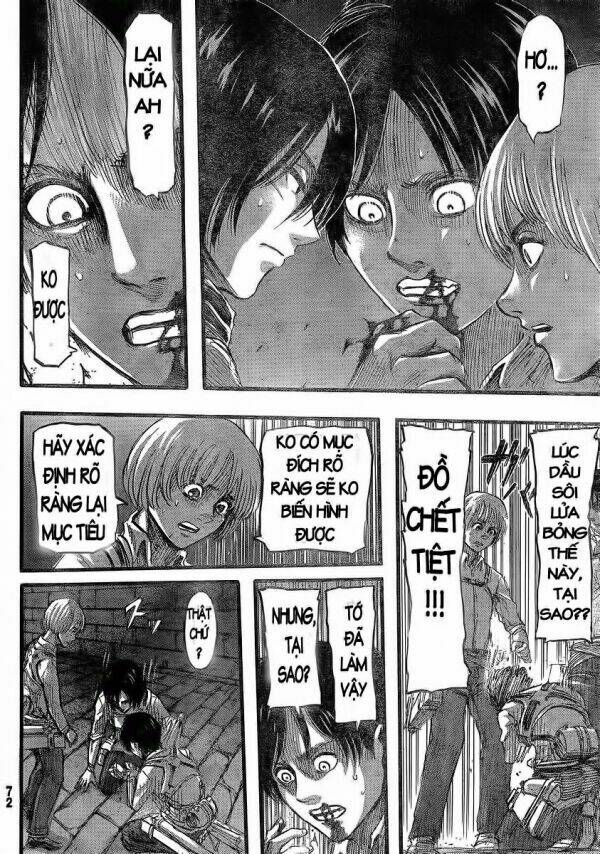 HƠ...
?
LẠI
NỮA
AH
?
KO
ĐƯỢC
LÚC
DẦU
SÔI
LỬA
BỎNG
THẾ
NÀY,
TẠI
SAO??
ĐỒ
CHẾT
TIỆT
!!!
KO CÓ MỤC
ĐÍCH RÕ
RÀNG SẼ KO
BIẾN HÌNH
ĐƯỢC
HÃY XÁC
ĐỊNH RÕ
RÀNG LẠI
MỤC TIÊU
TỚ
ĐÃ
LÀM
VẬY
NHƯNG,
TẠI
SAO?
THẬT
CHỨ
?
72